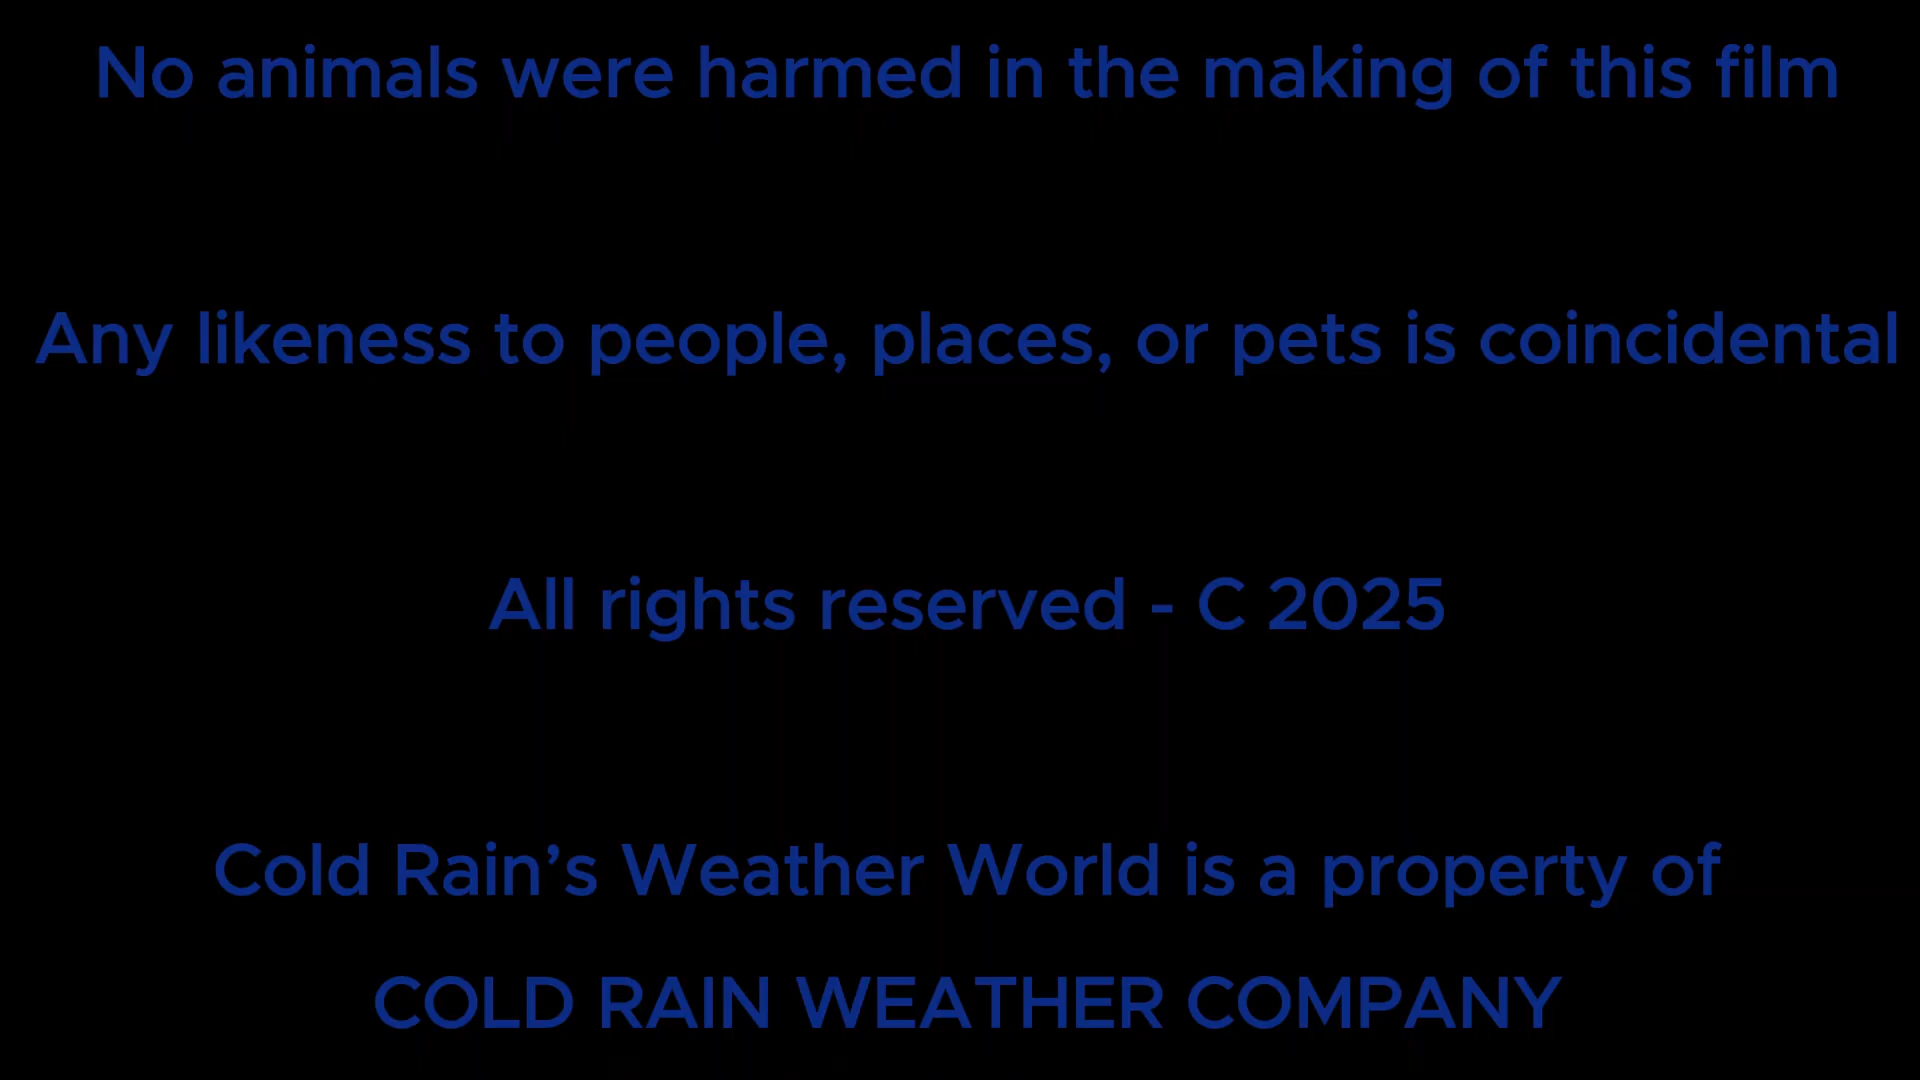 No animals were harmed in the making of this film
Any likeness to people, places, or pets is coincidental
All rights reserved - C 2025
Cold Rain’s Weather World is a property of
COLD RAIN WEATHER COMPANY